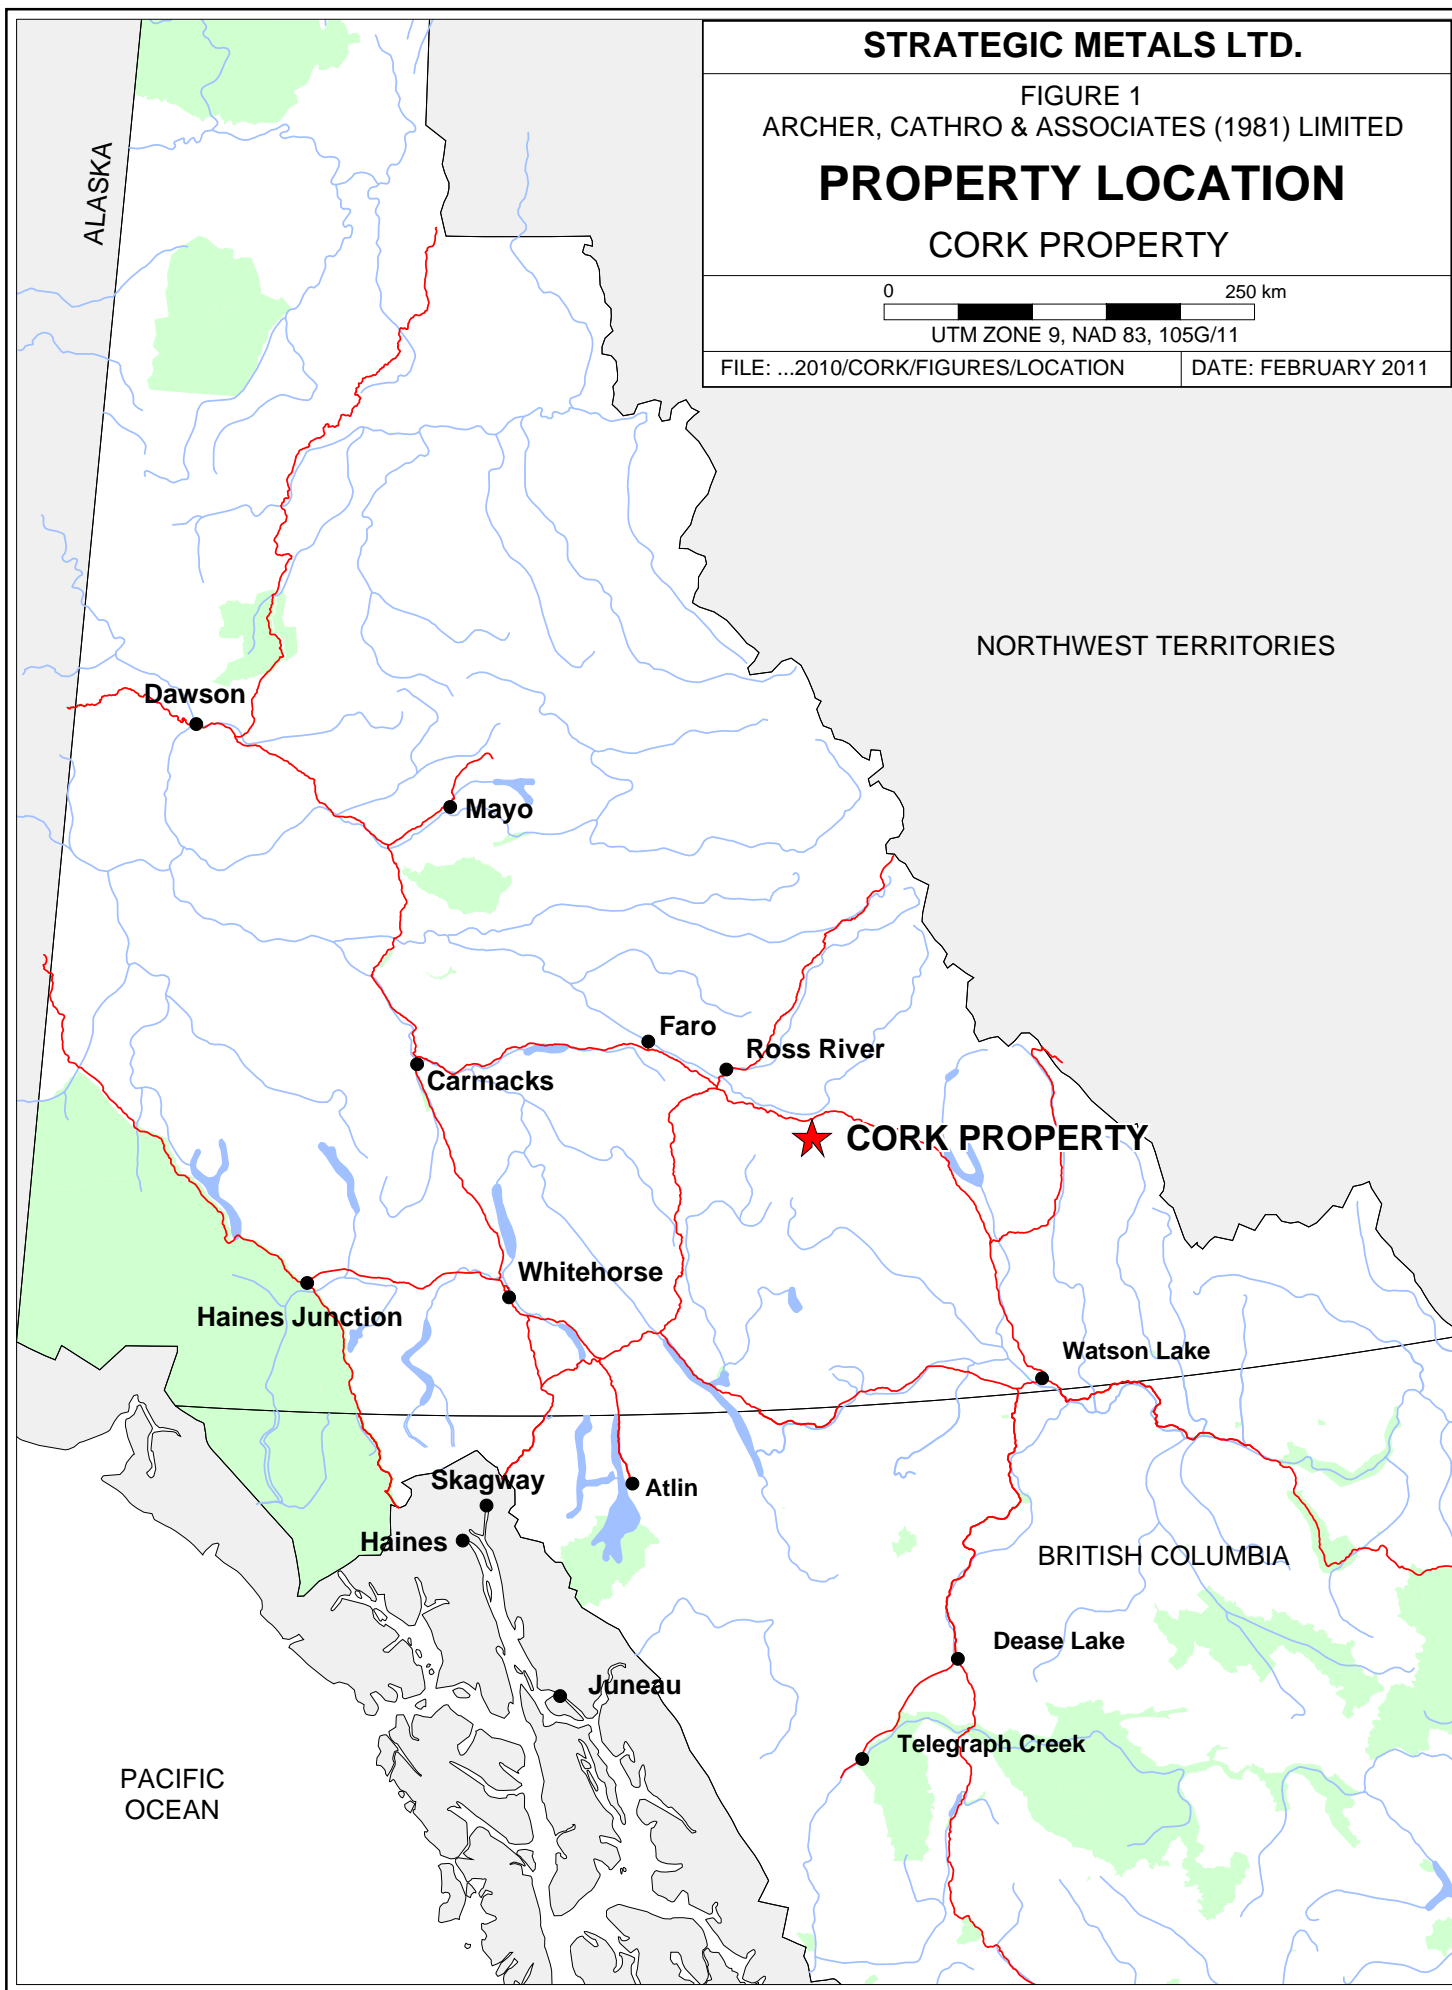 STRATEGIC METALS LTD.
FIGURE 1
ARCHER, CATHRO & ASSOCIATES (1981) LIMITED
PROPERTY LOCATION
CORK PROPERTY
0 250 km
UTM ZONE 9, NAD 83, 105G/11
FILE: ...2010/CORK/FIGURES/LOCATION DATE: FEBRUARY 2011
ALASKA
NORTHWEST TERRITORIES
Dawson
Mayo
Faro
Ross River
Carmacks
CORK PROPERTY
Whitehorse
Haines Junction
Watson Lake
Skagway
Atlin
Haines
BRITISH COLUMBIA
Dease Lake
Juneau
Telegraph Creek
PACIFIC
OCEAN